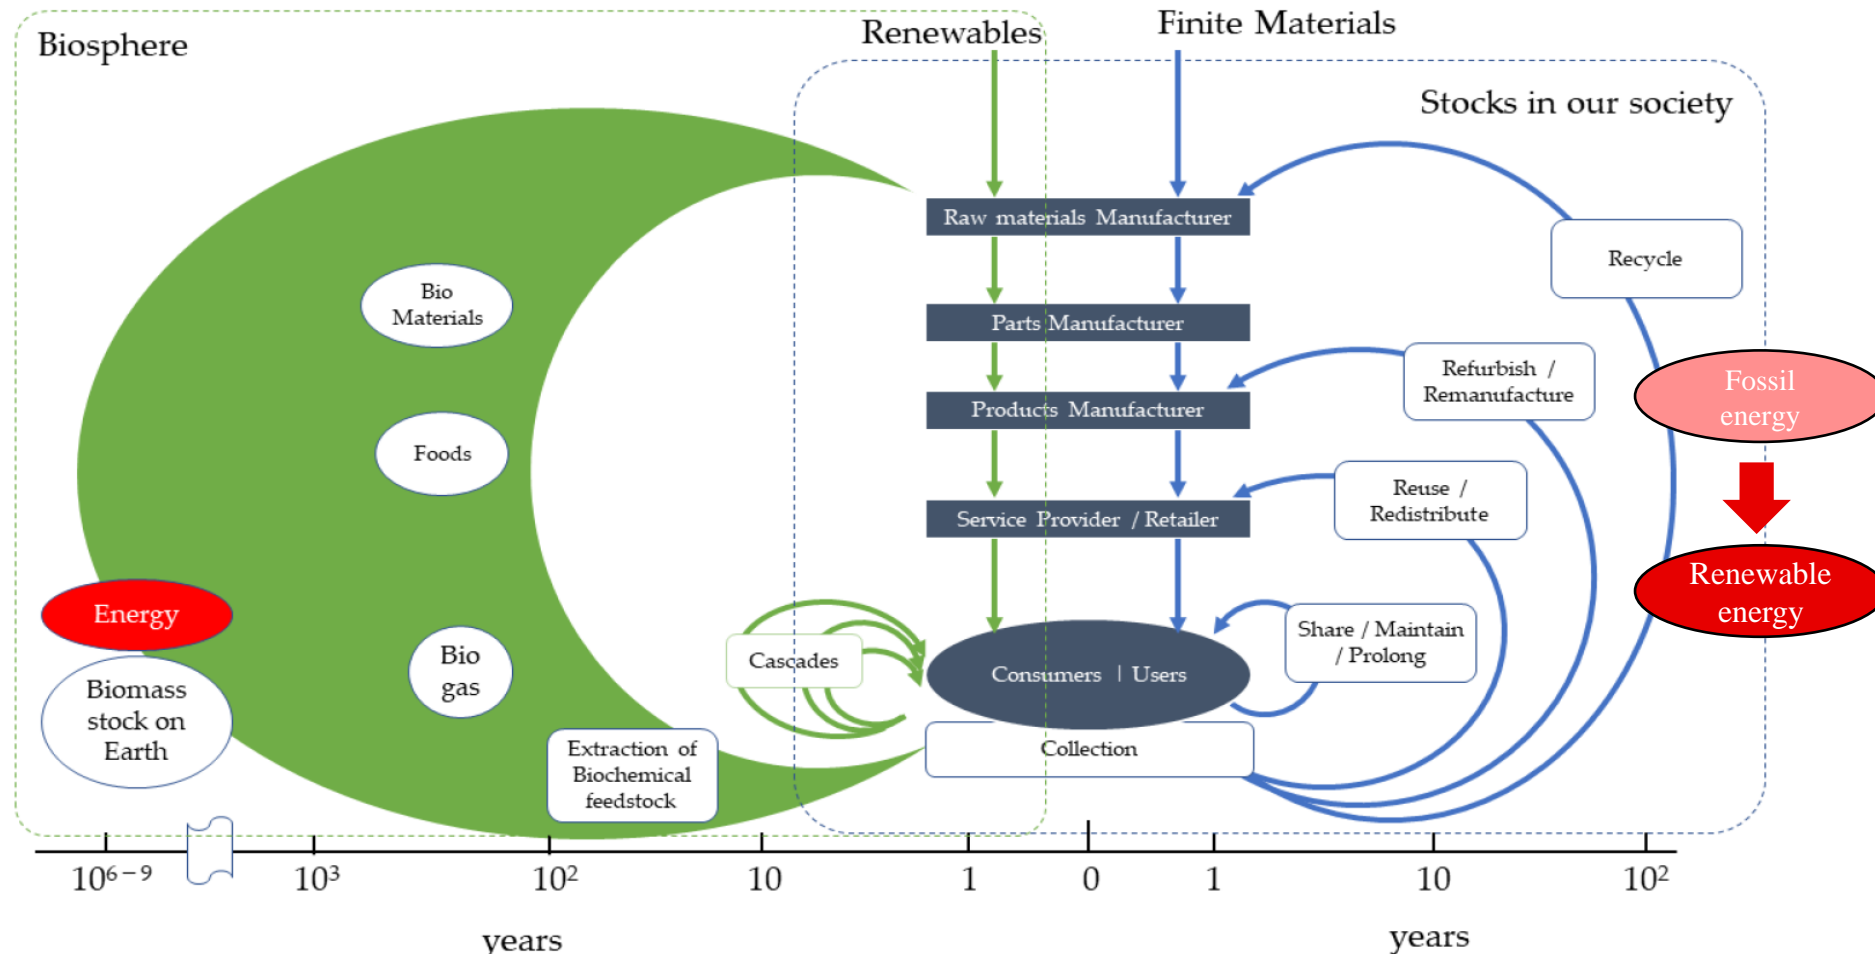 Biosphere
Renewables
Finite Materials
Stocks in our society
Raw materials Manufacturer
Recycle
Bio
Materials
Parts Manufacturer
Refurbish /
Remanufacture
Fossil
energy
Products Manufacturer
Foods
Reuse /
Redistribute
Service Provider / Retailer
Renewable
energy
Energy
Bio
gas
Cascades
Share / Maintain
/ Prolong
Consumers | Users
Biomass
stock on
Earth
Extraction of
Biochemical
feedstock
Collection
10⁶⁻⁹ 10³ 10² 10 1 0 1 10 10²
years
years